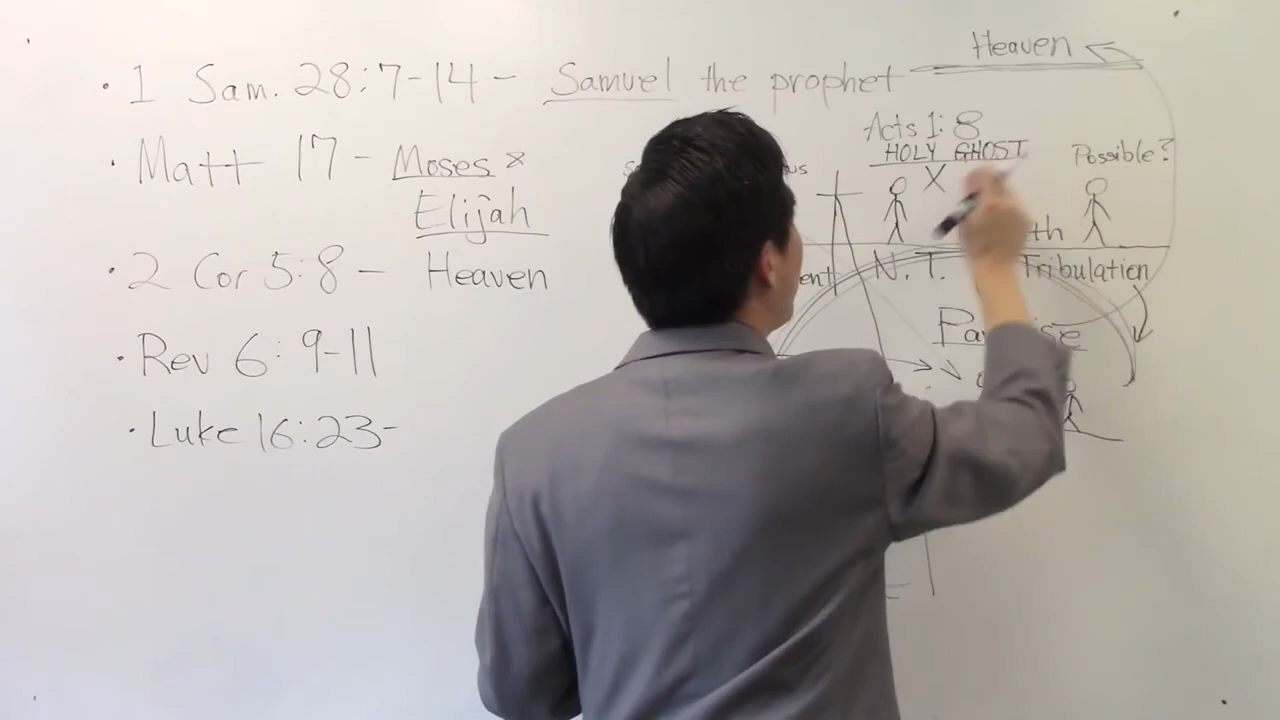 • 1 Sam. 28:7-14 - Samuel the prophet
• Matt 17 - Moses x
Elijah
• 2 Cor 5:8 - Heaven
• Rev 6:9-11
• Luke 16:23-
Heaven
Acts 1:8
HOLY GHOST
X
Possible?
N.T.
Tribulation